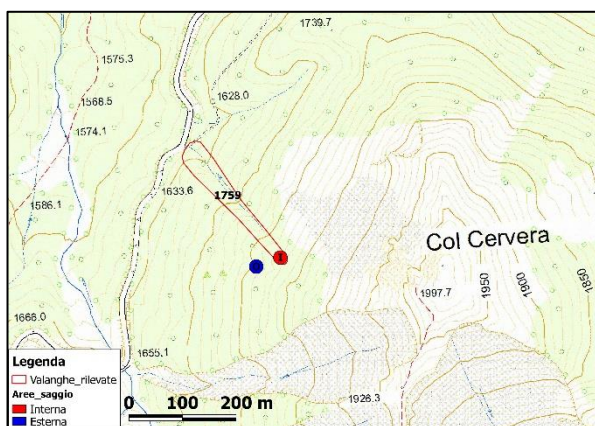 1739.7
1575.3
1628.0
1568.5
1574.1
1633.6
1759
1586.1
1
Col Cervera
1997.7
1950
1900
1850
1668.0
1655.1
1926.3
Legenda
Valanghe_rilevate
Aree_saggio
Interna
Esterna
0 100 200 m